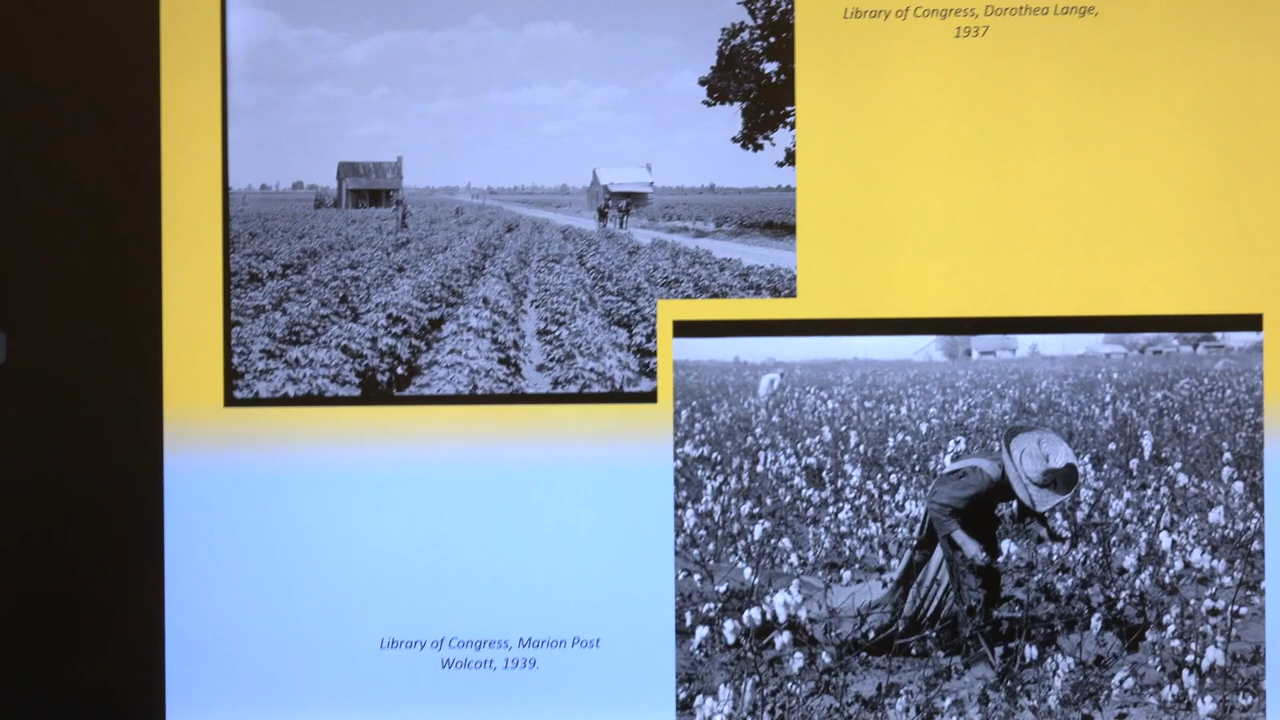 Library of Congress, Dorothea Lange,
1937
Library of Congress, Marion Post
Wolcott, 1939.